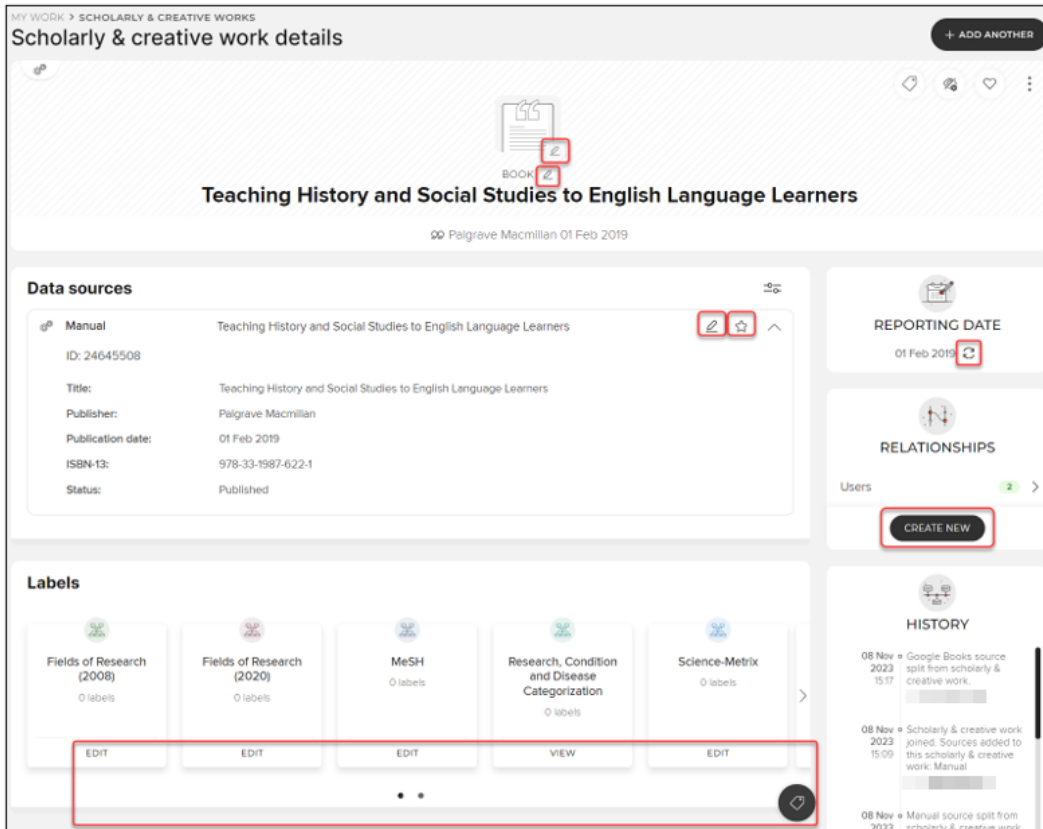 MY WORK > SCHOLARLY & CREATIVE WORKS
Scholarly & creative work details
+ ADD ANOTHER
BOOK
Teaching History and Social Studies to English Language Learners
Palgrave Macmillan 01 Feb 2019
Data sources
Manual
Teaching History and Social Studies to English Language Learners
ID: 24645508
Title: Teaching History and Social Studies to English Language Learners
Publisher: Palgrave Macmillan
Publication date: 01 Feb 2019
ISBN-13: 978-33-1987-622-1
Status: Published
REPORTING DATE
01 Feb 2019
RELATIONSHIPS
Users 2
CREATE NEW
Labels
Fields of Research
(2008)
0 labels
EDIT
Fields of Research
(2020)
0 labels
EDIT
MeSH
0 labels
EDIT
Research, Condition
and Disease
Categorization
0 labels
VIEW
Science-Metrix
0 labels
EDIT
HISTORY
08 Nov Google Books source
2023 split from scholarly &
15:17 creative work.
08 Nov Scholarly & creative work
2023 joined. Sources added to
15:09 this scholarly & creative
work: Manual
08 Nov Manual source split from
2023 scholarly & creative work